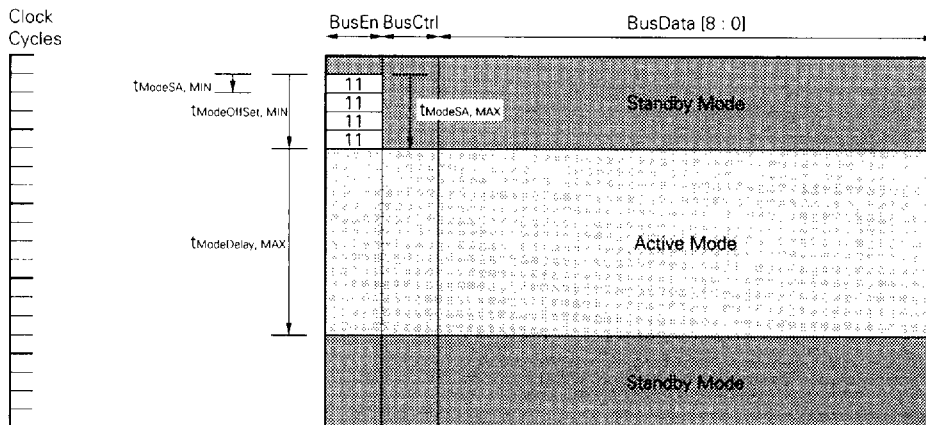 Clock
Cycles
BusEn BusCtrl BusData [8 : 0]
tModeSA, MIN
tModeOffSet, MIN
11
11
11
11
tModeSA, MAX
Standby Mode
tModeDelay, MAX
Active Mode
Standby Mode